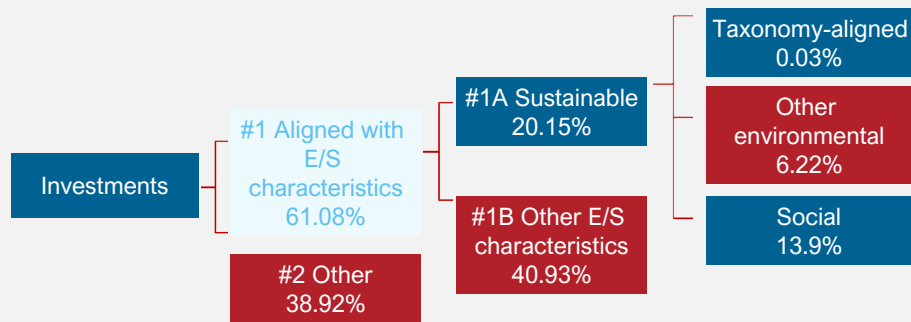 Investments
#1 Aligned with
E/S
characteristics
61.08%
#2 Other
38.92%
#1A Sustainable
20.15%
#1B Other E/S
characteristics
40.93%
Taxonomy-aligned
0.03%
Other
environmental
6.22%
Social
13.9%